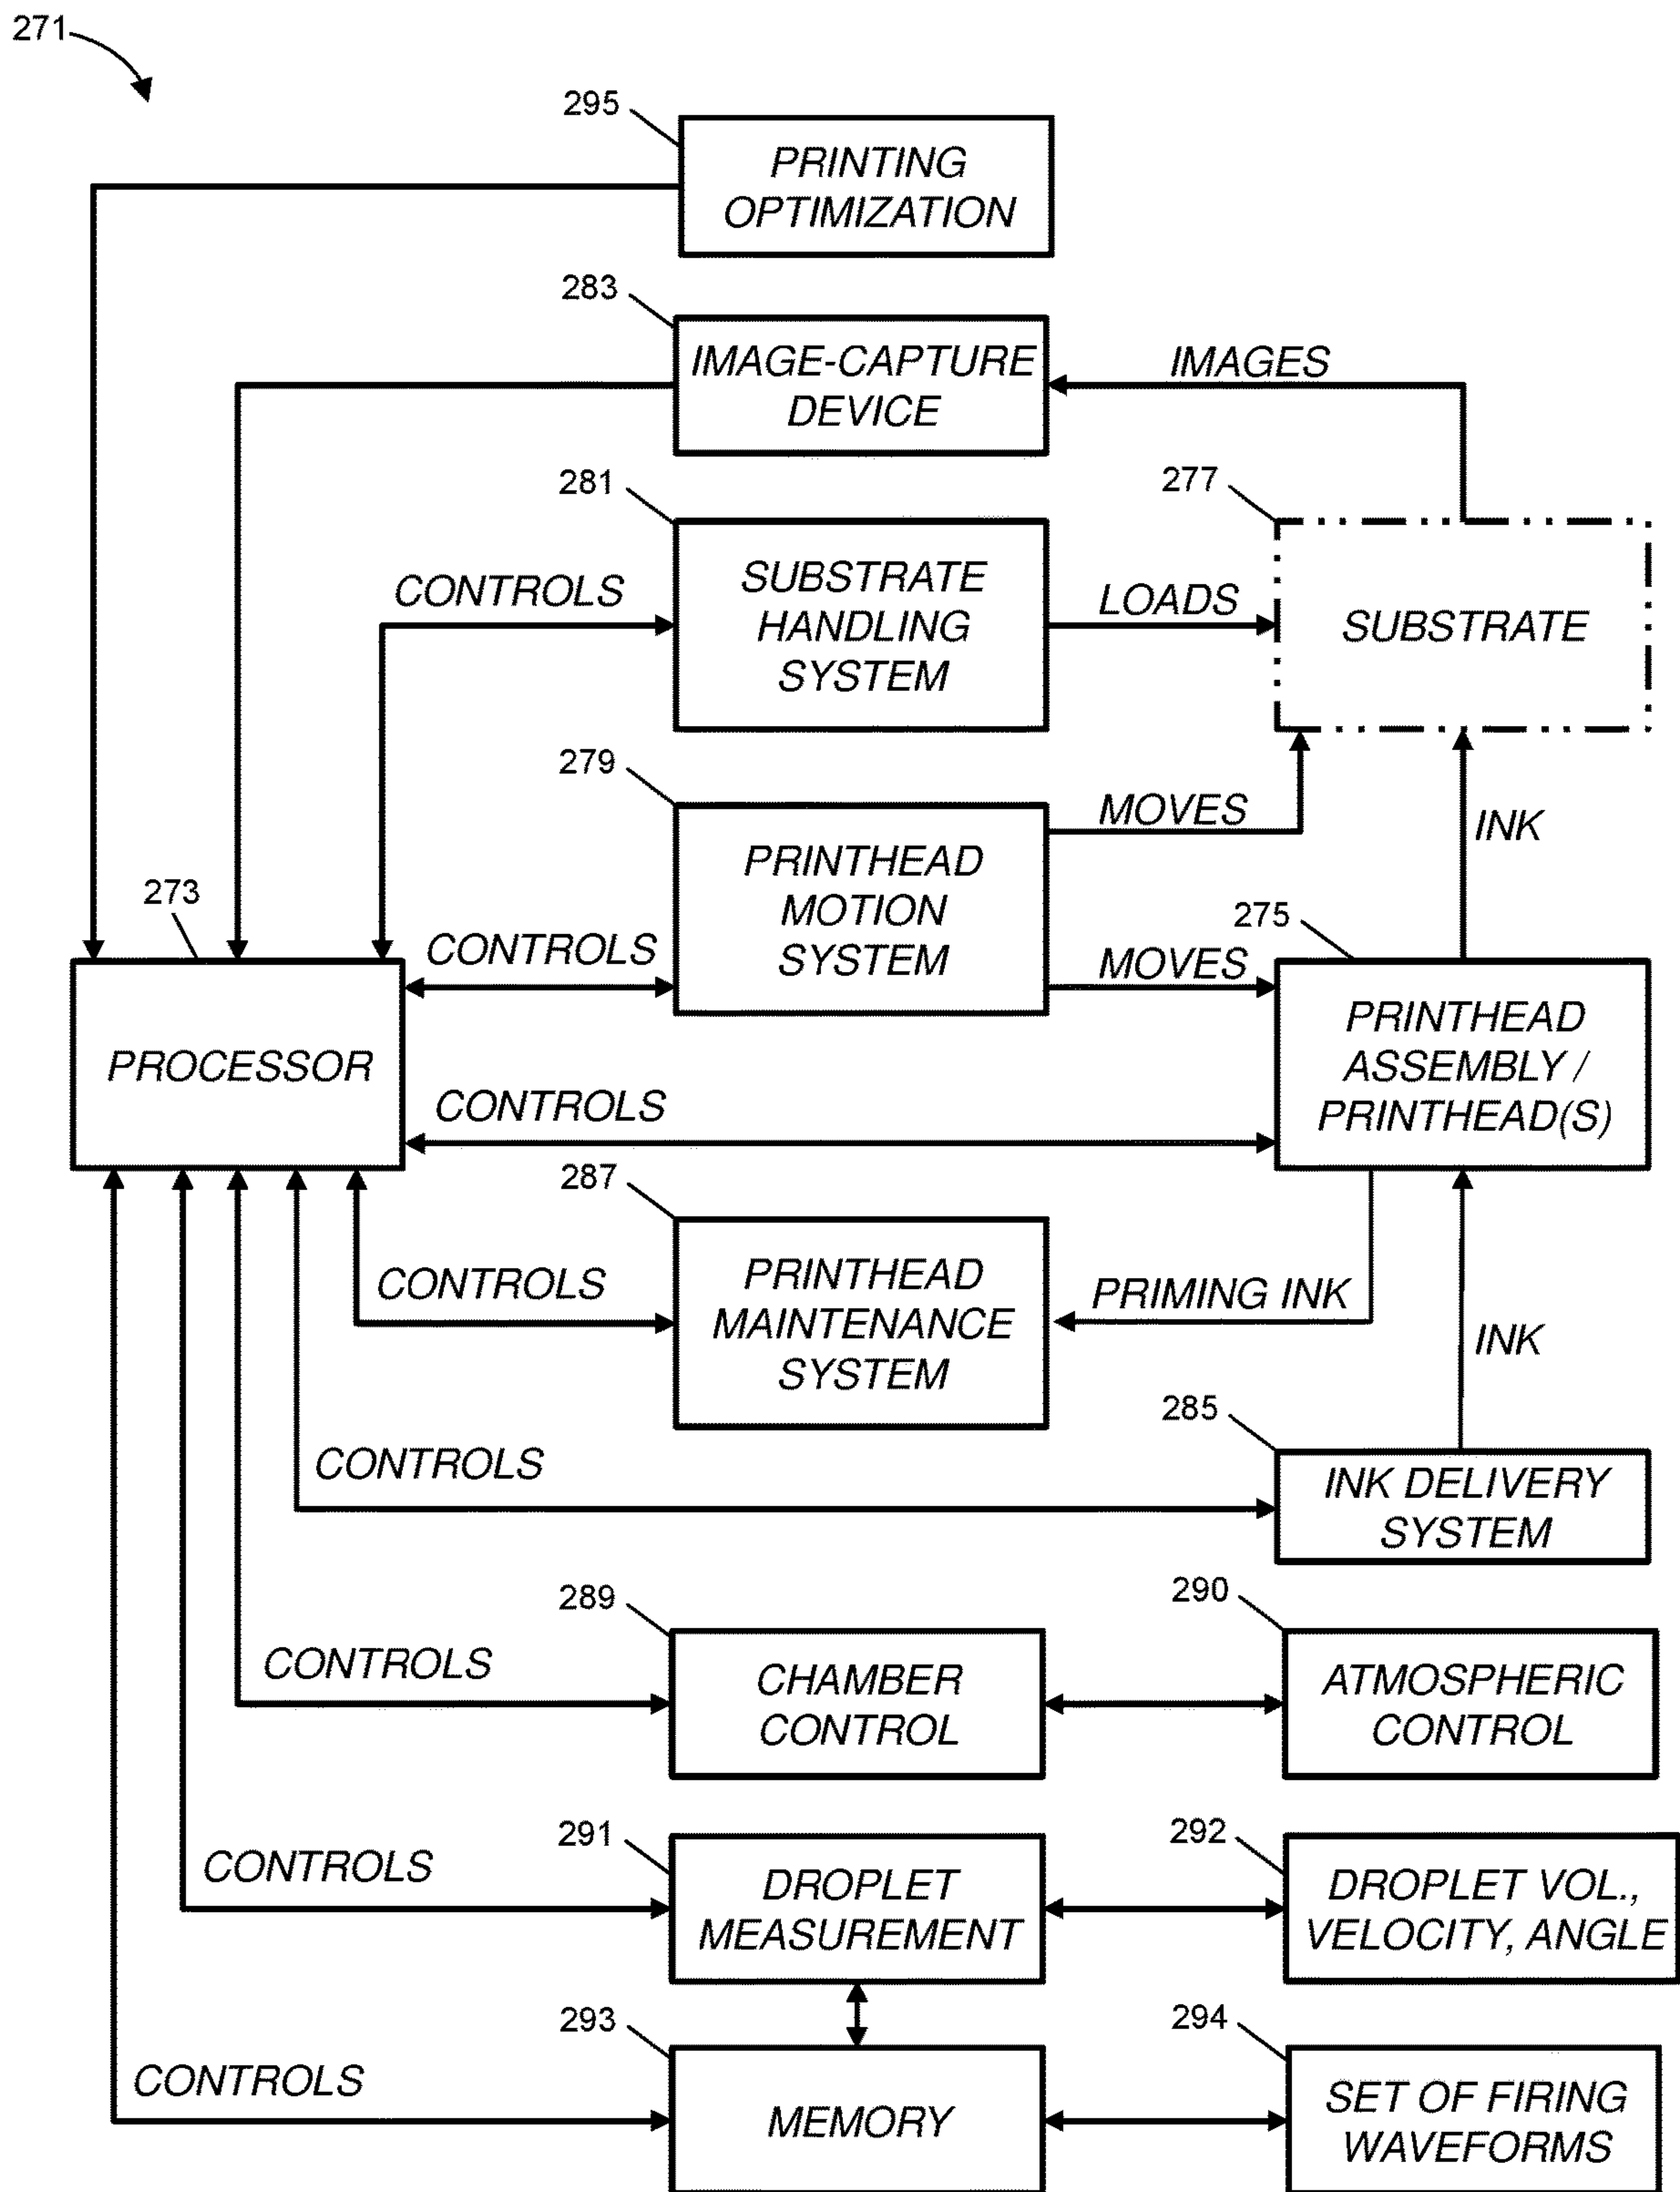 271
295
PRINTING
OPTIMIZATION
283
IMAGE-CAPTURE
DEVICE
IMAGES
281
277
CONTROLS
SUBSTRATE
HANDLING
SYSTEM
LOADS
SUBSTRATE
279
MOVES
INK
PRINTHEAD
MOTION
SYSTEM
273
275
CONTROLS
MOVES
PROCESSOR
PRINTHEAD
ASSEMBLY /
PRINTHEAD(S)
CONTROLS
287
CONTROLS
PRINTHEAD
MAINTENANCE
SYSTEM
PRIMING INK
INK
285
CONTROLS
INK DELIVERY
SYSTEM
289
290
CONTROLS
CHAMBER
CONTROL
ATMOSPHERIC
CONTROL
291
292
CONTROLS
DROPLET
MEASUREMENT
DROPLET VOL.,
VELOCITY, ANGLE
293
294
CONTROLS
MEMORY
SET OF FIRING
WAVEFORMS